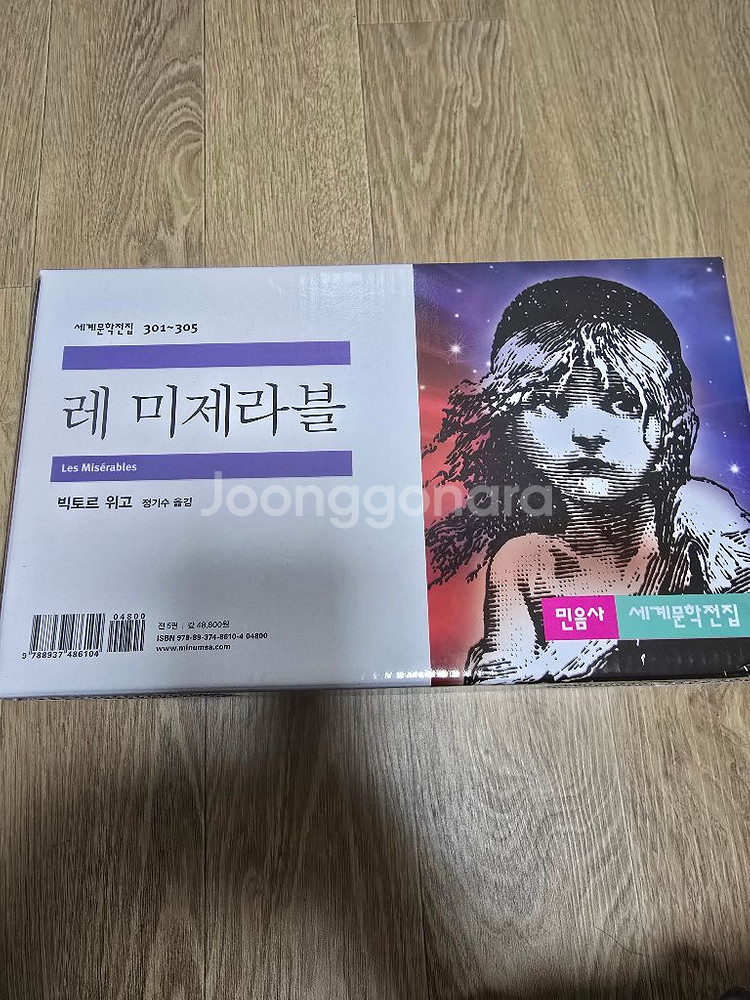 세계문학전집 301~305
레 미제라블
Les Misérables
빅토르 위고 정기수 옮김
Joonggonara
민음사 세계문학전집
04800
9 788937 486104
전 5권 | 값 48,800원
ISBN 978-89-374-8610-4 04800
www.minumsa.com